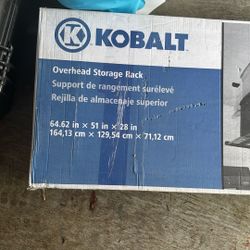 K KOBALT
Overhead Storage Rack
Support de rangement surélevé
Rejilla de almacenaje superior
64.62 in × 51 in × 28 in
164,13 cm × 129,54 cm × 71,12 cm